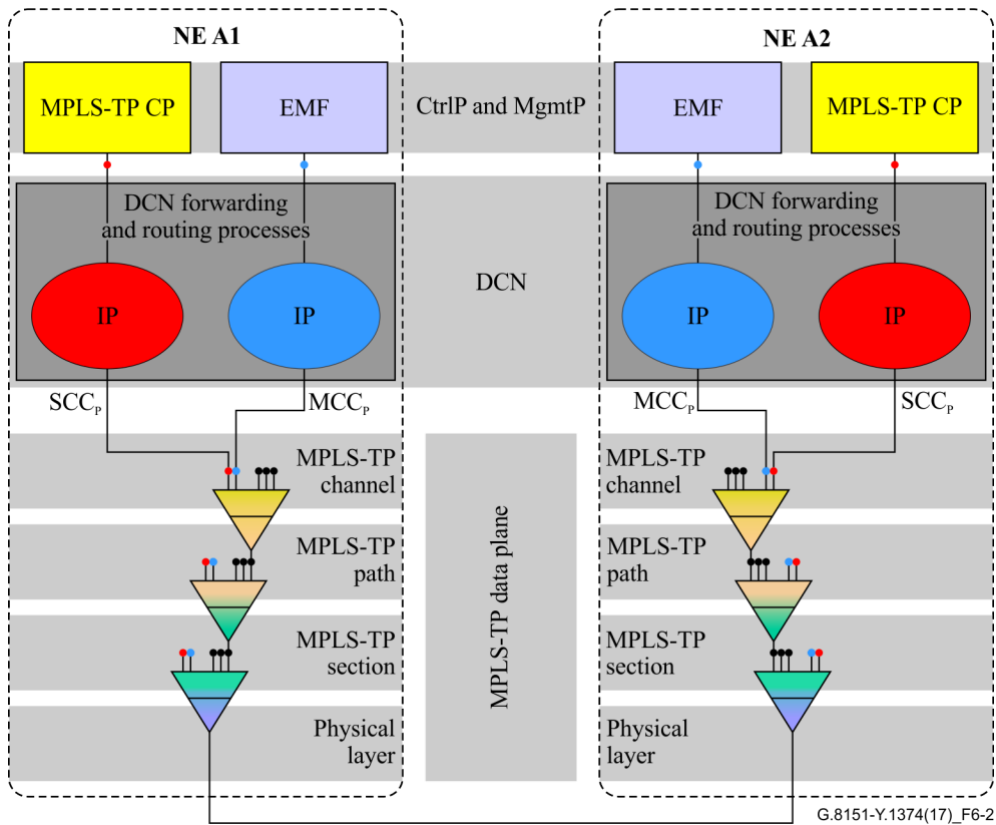 NE A1
NE A2
MPLS-TP CP
EMF
CtrlP and MgmtP
EMF
MPLS-TP CP
DCN forwarding
and routing processes
DCN forwarding
and routing processes
IP
IP
DCN
IP
IP
SCCP
MCCP
MCCP
SCCP
MPLS-TP
channel
MPLS-TP
channel
MPLS-TP
path
MPLS-TP
path
MPLS-TP data plane
MPLS-TP
section
MPLS-TP
section
Physical
layer
Physical
layer
G.8151-Y.1374(17)_F6-2